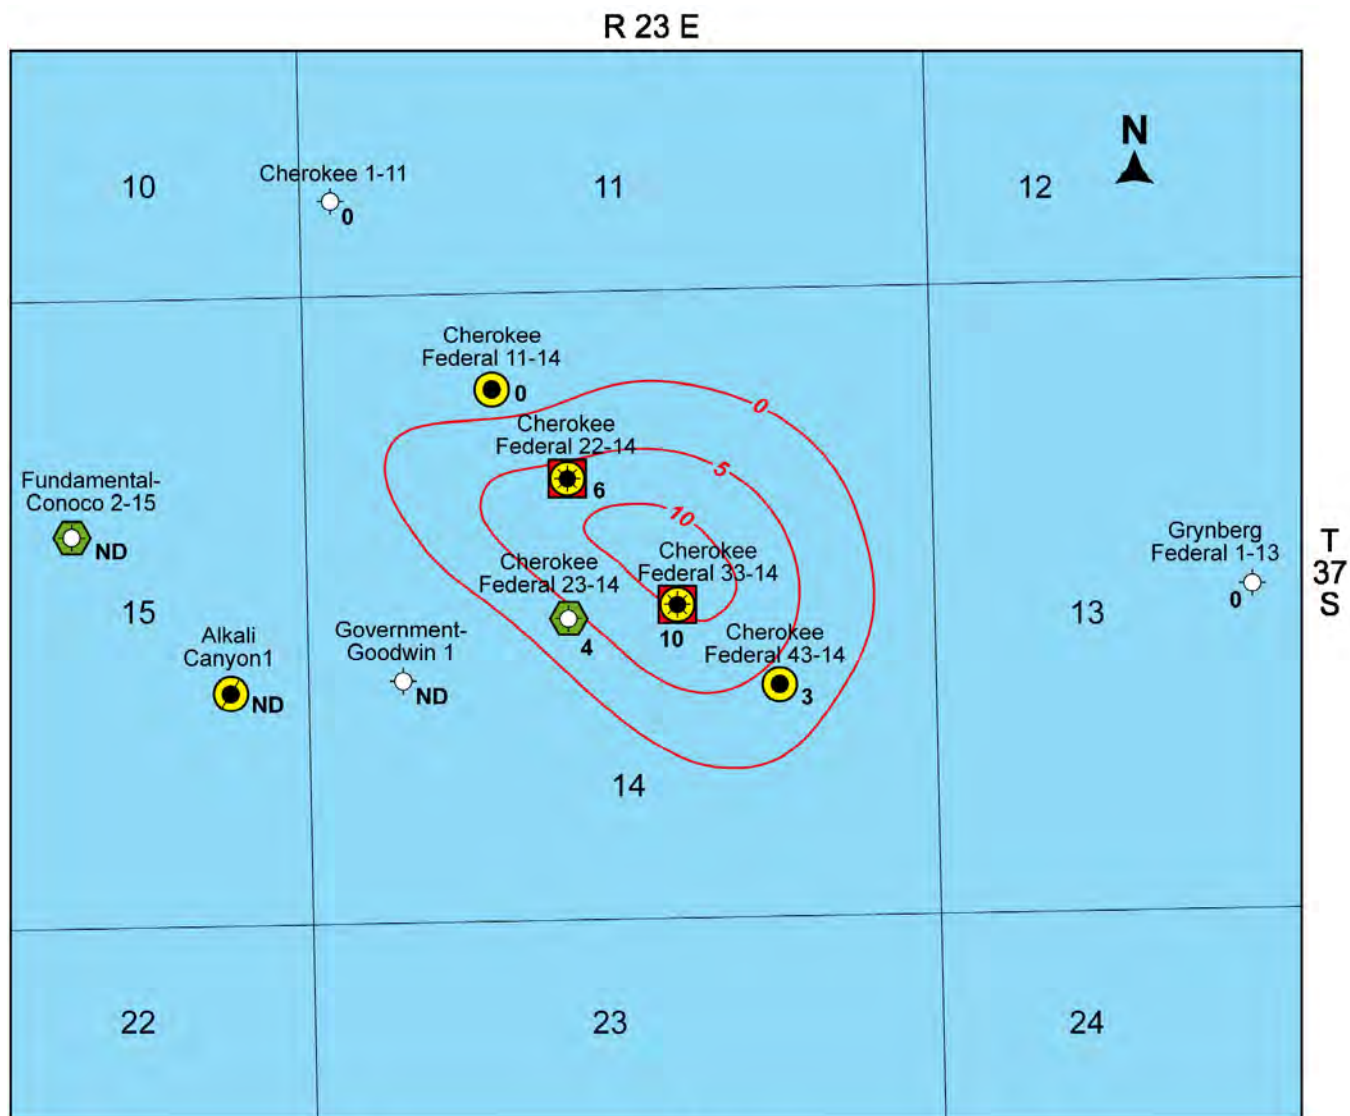 R 23 E
N
10
Cherokee 1-11
0
11
12
Cherokee
Federal 11-14
0
0
Cherokee
Federal 22-14
6
5
10
Fundamental-
Conoco 2-15
ND
Cherokee
Federal 23-14
4
Cherokee
Federal 33-14
10
Grynberg
Federal 1-13
0
T
37
S
15
13
Alkali
Canyon1
ND
Government-
Goodwin 1
ND
Cherokee
Federal 43-14
3
14
22
23
24